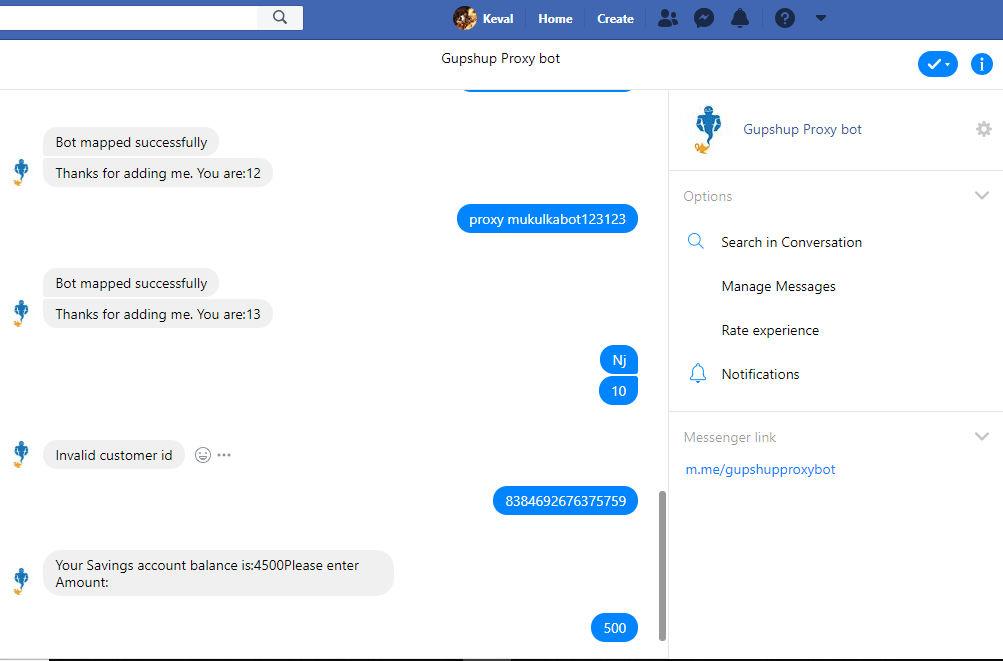 Keval Home Create
Gupshup Proxy bot
Bot mapped successfully
Thanks for adding me. You are:12
proxy mukulkabot123123
Bot mapped successfully
Thanks for adding me. You are:13
Nj
10
Invalid customer id
8384692676375759
Your Savings account balance is:4500Please enter
Amount:
500
Gupshup Proxy bot
Options
Search in Conversation
Manage Messages
Rate experience
Notifications
Messenger link
m.me/gupshupproxybot